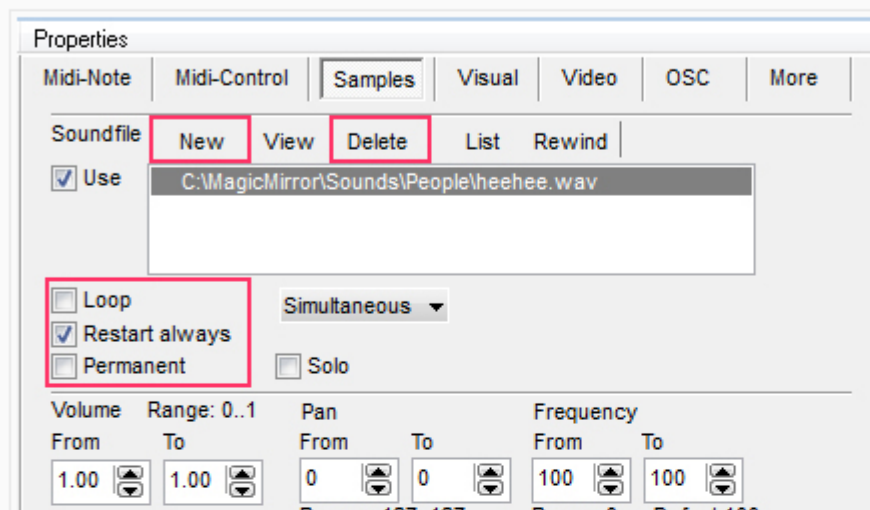 Properties
Midi-Note Midi-Control Samples Visual Video OSC More
Soundfile New View Delete List Rewind
Use C:\MagicMirror\Sounds\People\heehee.wav
Loop Simultaneous
Restart always
Permanent Solo
Volume Range: 0..1 Pan Frequency
From To From To From To
1.00 1.00 0 0 100 100